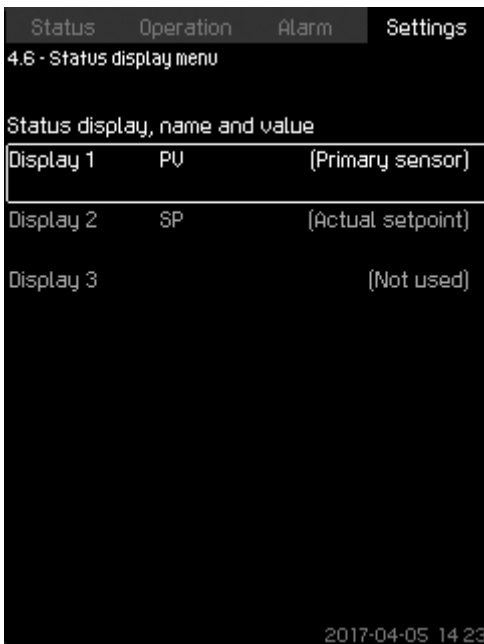 Status Operation Alarm Settings
4.6 - Status display menu
Status display, name and value
Display 1 PV (Primary sensor)
Display 2 SP (Actual setpoint)
Display 3 (Not used)
2017-04-05 14:23